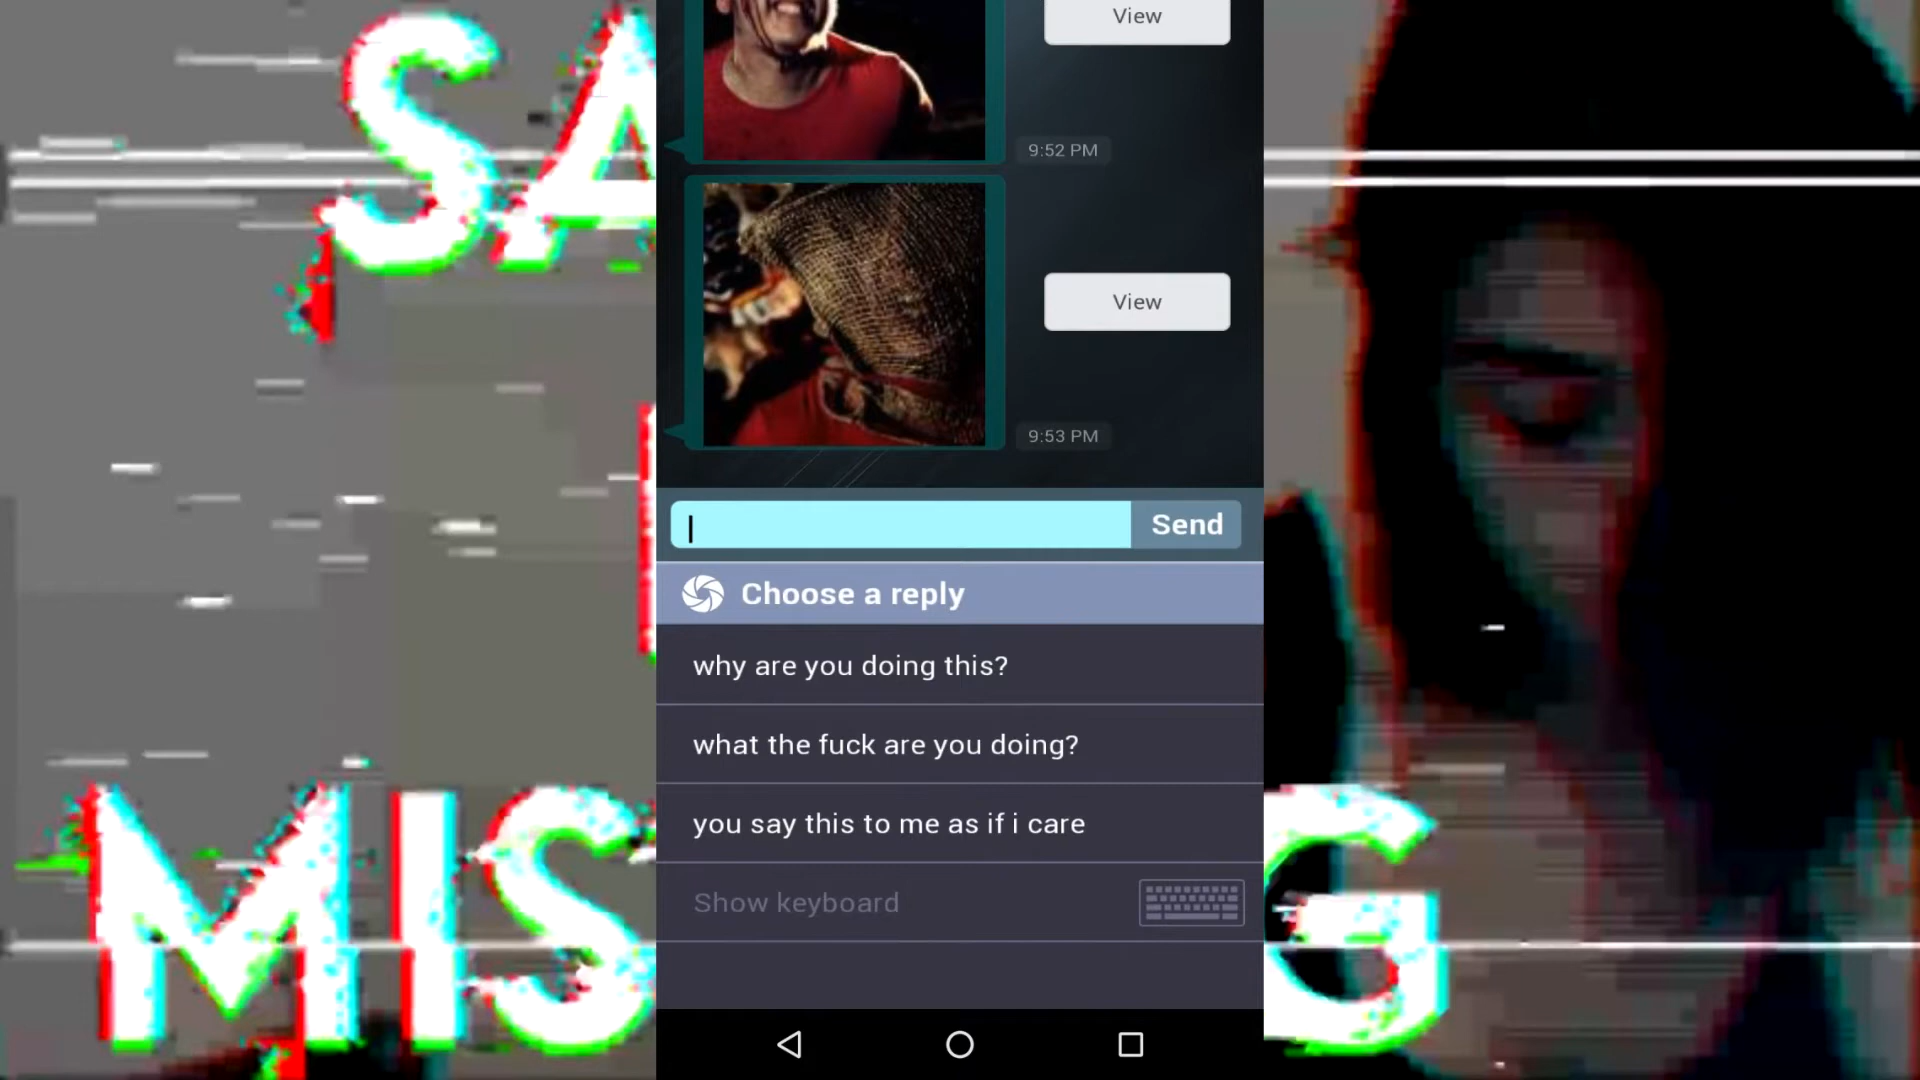 SA
MIS
G
View
9:52 PM
View
9:53 PM
Send
Choose a reply
why are you doing this?
what the fuck are you doing?
you say this to me as if i care
Show keyboard